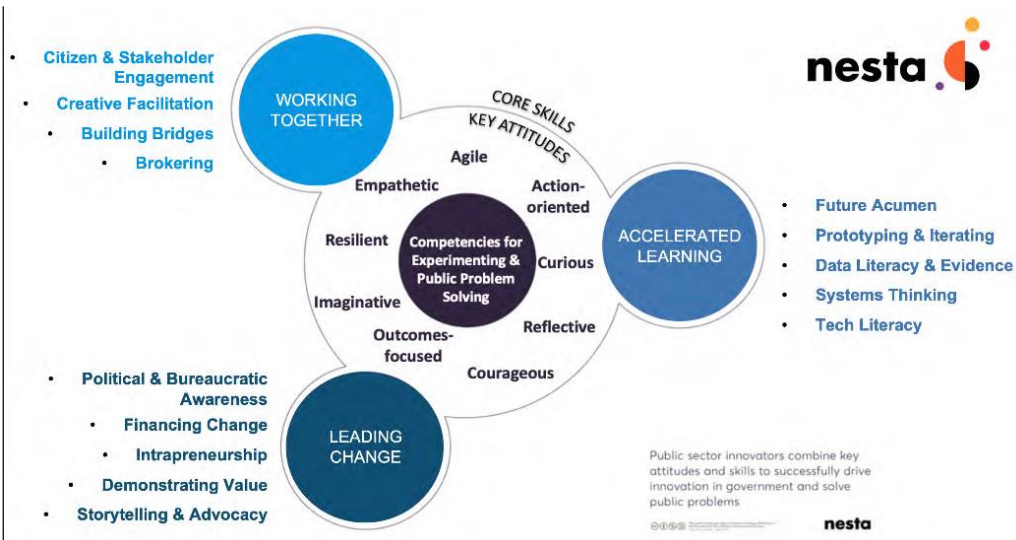 • Citizen & Stakeholder
Engagement
• Creative Facilitation
• Building Bridges
• Brokering
WORKING
TOGETHER
nesta
CORE SKILLS
KEY ATTITUDES
Agile
Empathetic
Action-
oriented
Resilient
Curious
Imaginative
Reflective
Outcomes-
focused
Courageous
Competencies for
Experimenting &
Public Problem
Solving
ACCELERATED
LEARNING
• Future Acumen
• Prototyping & Iterating
• Data Literacy & Evidence
• Systems Thinking
• Tech Literacy
• Political & Bureaucratic
Awareness
• Financing Change
• Intrapreneurship
• Demonstrating Value
• Storytelling & Advocacy
LEADING
CHANGE
Public sector innovators combine key
attitudes and skills to successfully drive
innovation in government and solve
public problems
nesta